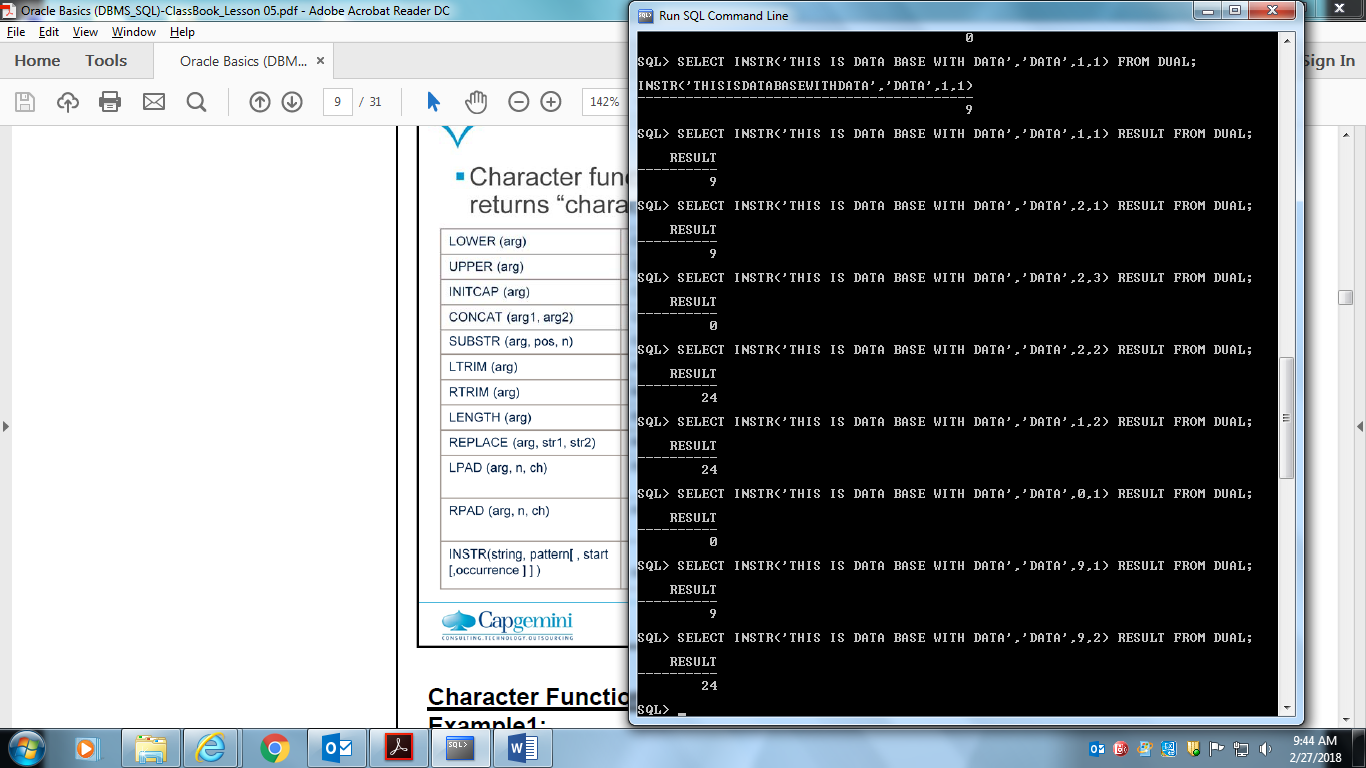 Oracle Basics (DBMS_SQL)-ClassBook_Lesson 05.pdf - Adobe Acrobat Reader DC
File Edit View Window Help
Home Tools Oracle Basics (DBM... × Sign In
9 / 31 142%
Character func
returns “chara
LOWER (arg)
UPPER (arg)
INITCAP (arg)
CONCAT (arg1, arg2)
SUBSTR (arg, pos, n)
LTRIM (arg)
RTRIM (arg)
LENGTH (arg)
REPLACE (arg, str1, str2)
LPAD (arg, n, ch)
RPAD (arg, n, ch)
INSTR(string, pattern[ , start
[,occurrence ] ] )
Capgemini
CONSULTING.TECHNOLOGY.OUTSOURCING
Character Functio
Example1:
Run SQL Command Line
0
SQL> SELECT INSTR('THIS IS DATA BASE WITH DATA','DATA',1,1) FROM DUAL;
INSTR('THISISDATABASEWITHDATA','DATA',1,1)
------------------------------------------
9
SQL> SELECT INSTR('THIS IS DATA BASE WITH DATA','DATA',1,1) RESULT FROM DUAL;
RESULT
----------
9
SQL> SELECT INSTR('THIS IS DATA BASE WITH DATA','DATA',2,1) RESULT FROM DUAL;
RESULT
----------
9
SQL> SELECT INSTR('THIS IS DATA BASE WITH DATA','DATA',2,3) RESULT FROM DUAL;
RESULT
----------
0
SQL> SELECT INSTR('THIS IS DATA BASE WITH DATA','DATA',2,2) RESULT FROM DUAL;
RESULT
----------
24
SQL> SELECT INSTR('THIS IS DATA BASE WITH DATA','DATA',1,2) RESULT FROM DUAL;
RESULT
----------
24
SQL> SELECT INSTR('THIS IS DATA BASE WITH DATA','DATA',0,1) RESULT FROM DUAL;
RESULT
----------
0
SQL> SELECT INSTR('THIS IS DATA BASE WITH DATA','DATA',9,1) RESULT FROM DUAL;
RESULT
----------
9
SQL> SELECT INSTR('THIS IS DATA BASE WITH DATA','DATA',9,2) RESULT FROM DUAL;
RESULT
----------
24
SQL> _
9:44 AM
2/27/2018